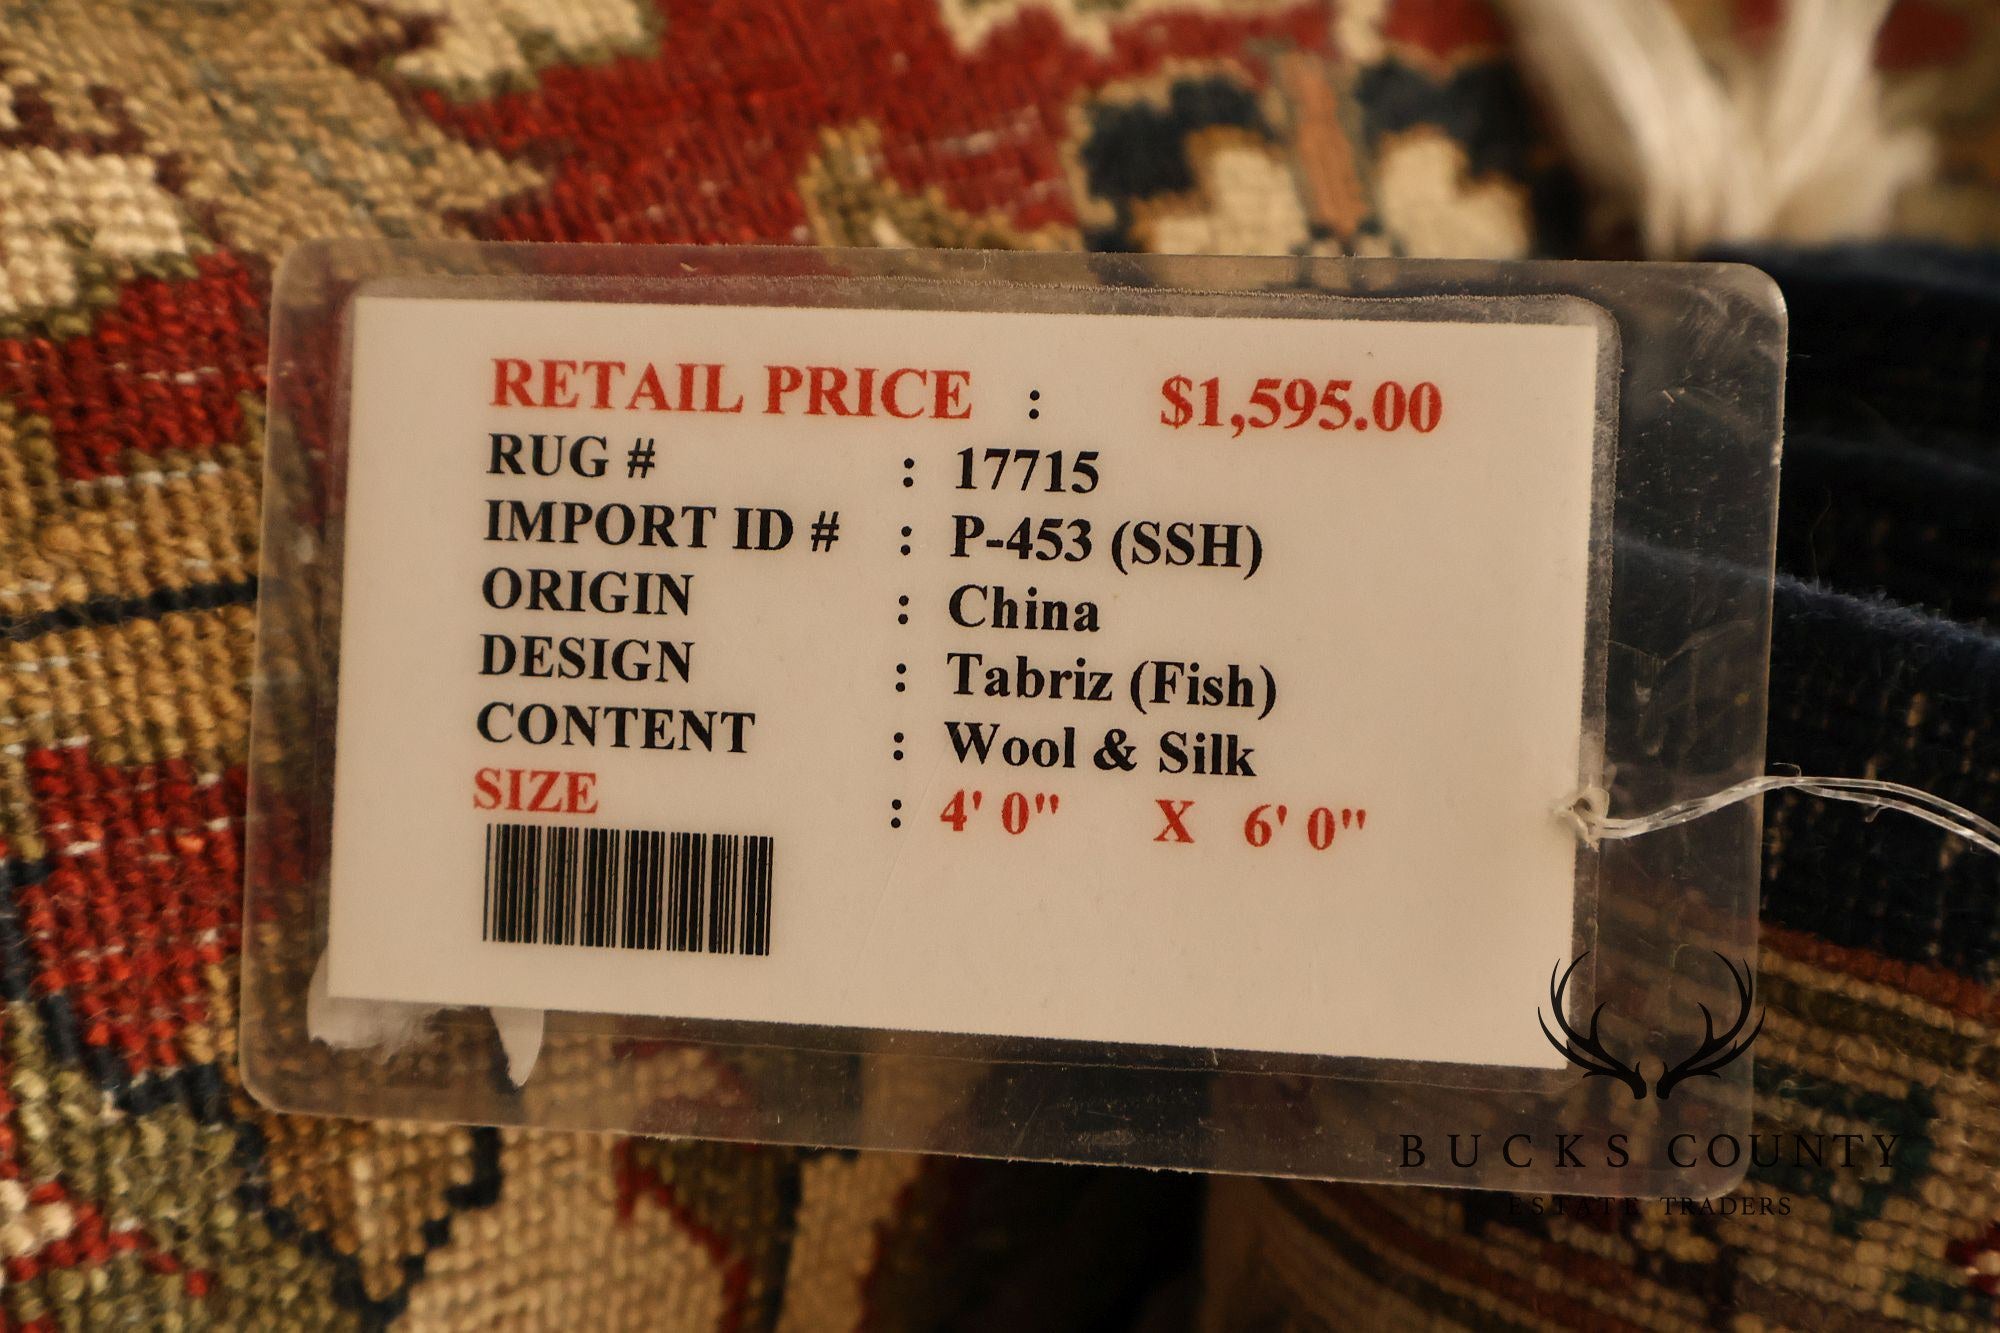 RETAIL PRICE : $1,595.00
RUG # : 17715
IMPORT ID # : P-453 (SSH)
ORIGIN : China
DESIGN : Tabriz (Fish)
CONTENT : Wool & Silk
SIZE : 4' 0" X 6' 0"
BUCKS COUNTY
ESTATE TRADERS